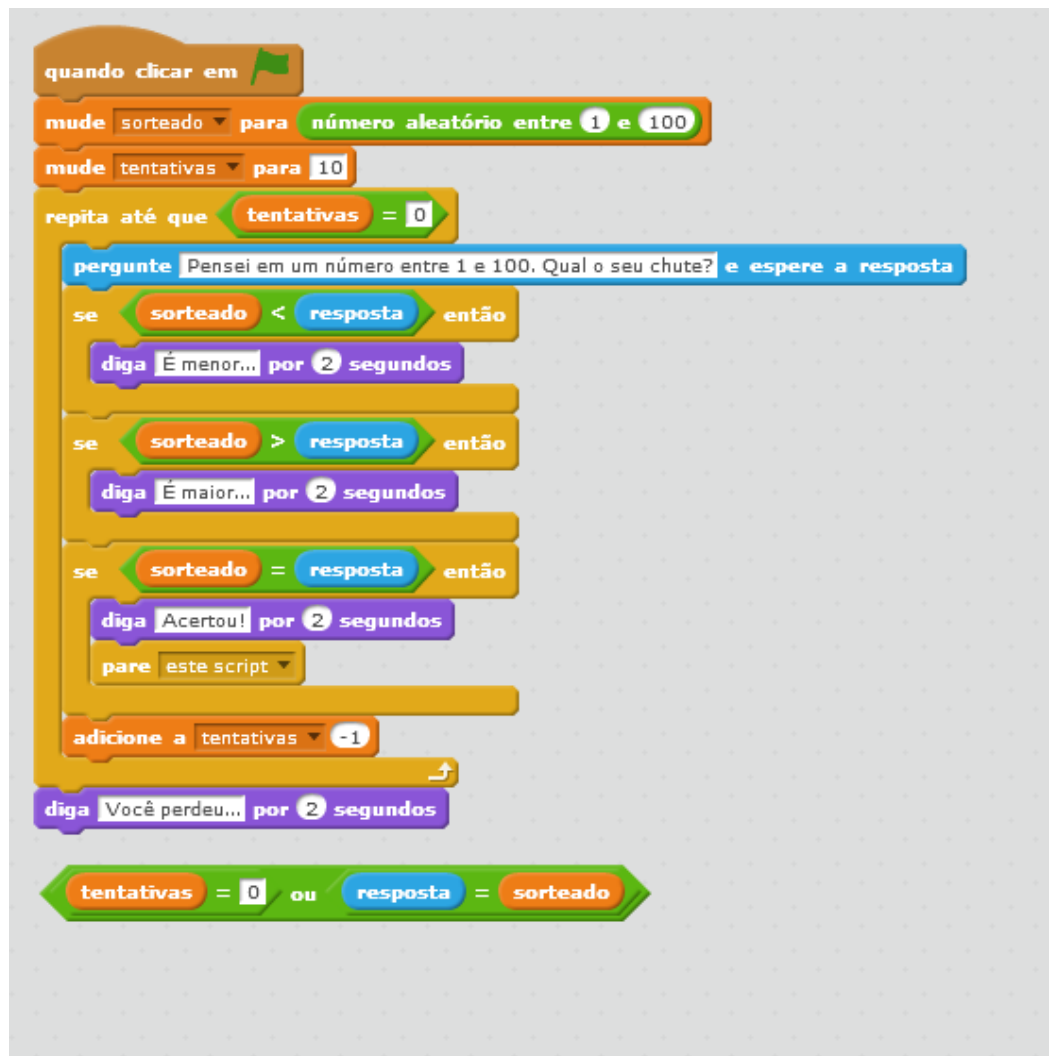 quando clicar em
mude sorteado para número aleatório entre 1 e 100
mude tentativas para 10
repita até que tentativas = 0
pergunte Pensei em um número entre 1 e 100. Qual o seu chute? e espere a resposta
se sorteado < resposta então
diga É menor... por 2 segundos
se sorteado > resposta então
diga É maior... por 2 segundos
se sorteado = resposta então
diga Acertou! por 2 segundos
pare este script
adicione a tentativas -1
diga Você perdeu... por 2 segundos
tentativas = 0 ou resposta = sorteado